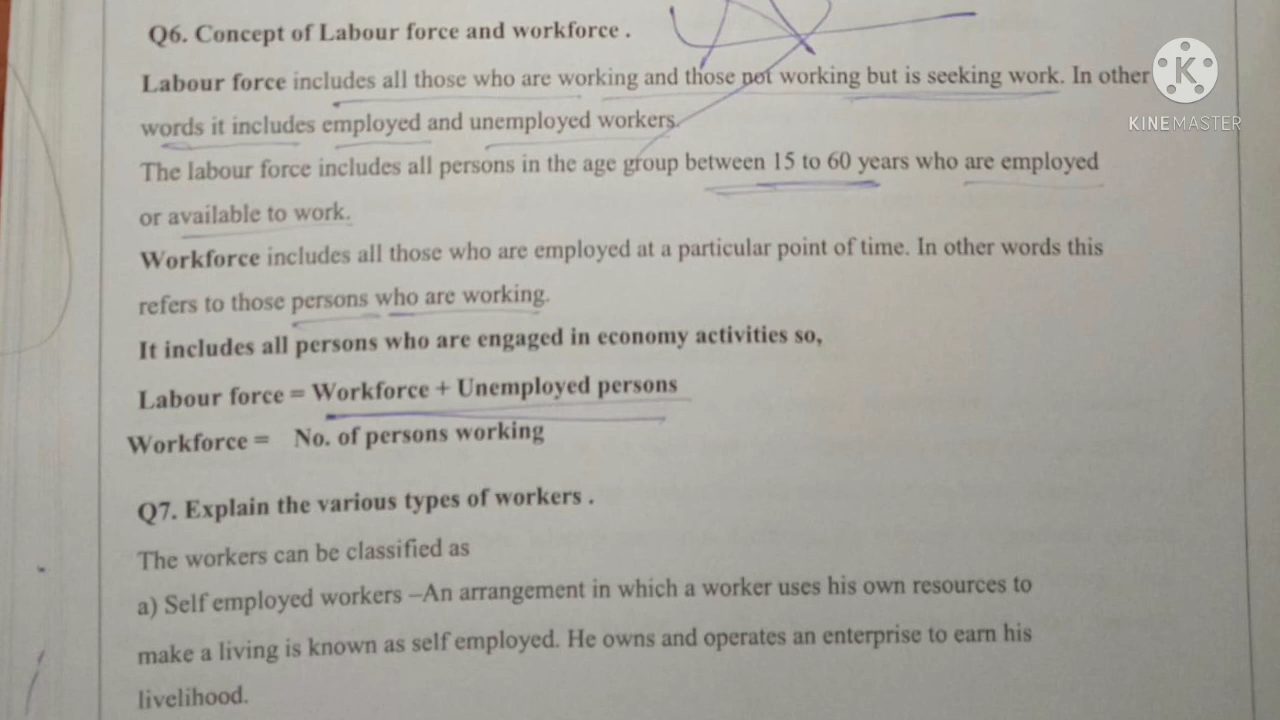 Q6. Concept of Labour force and workforce .
Labour force includes all those who are working and those not working but is seeking work. In other
words it includes employed and unemployed workers.
The labour force includes all persons in the age group between 15 to 60 years who are employed
or available to work.
Workforce includes all those who are employed at a particular point of time. In other words this
refers to those persons who are working.
It includes all persons who are engaged in economy activities so,
Labour force = Workforce + Unemployed persons
Workforce = No. of persons working
Q7. Explain the various types of workers .
The workers can be classified as
a) Self employed workers –An arrangement in which a worker uses his own resources to
make a living is known as self employed. He owns and operates an enterprise to earn his
livelihood.
K
KINEMASTER